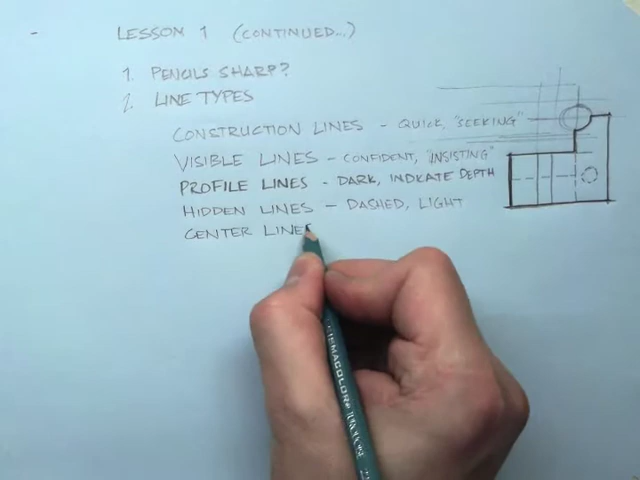 LESSON 1 (CONTINUED...)
1. PENCILS SHARP?
2. LINE TYPES
CONSTRUCTION LINES - QUICK, "SEEKING"
VISIBLE LINES - CONFIDENT, "INSISTING"
PROFILE LINES - DARK, INDICATE DEPTH
HIDDEN LINES - DASHED, LIGHT
CENTER LINES
PRISMACOLOR